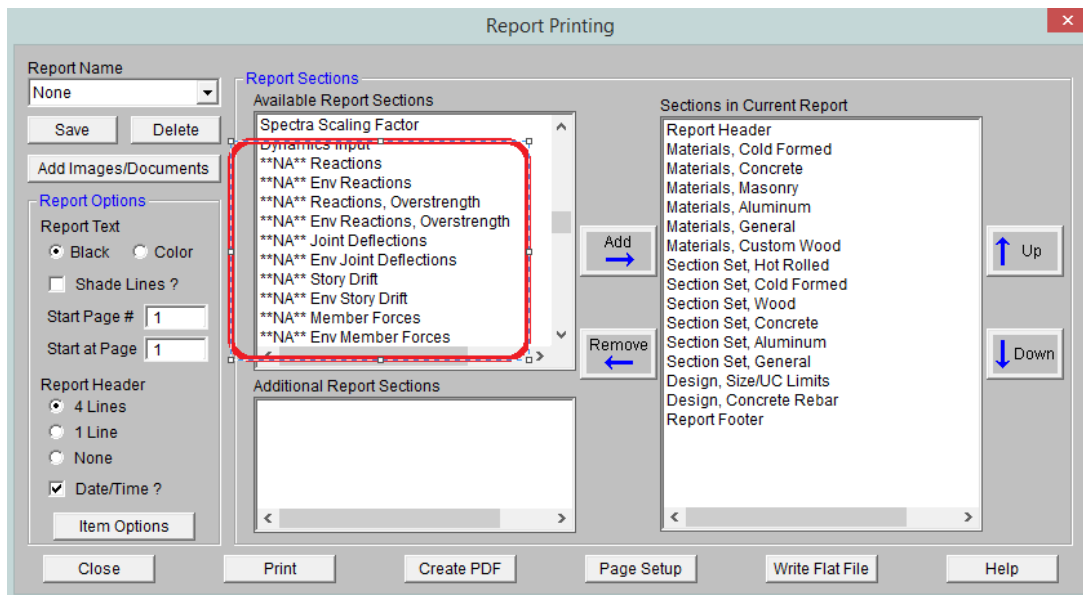 Report Printing
×
Report Name
None
Save
Delete
Add Images/Documents
Report Options
Report Text
Black
Color
Shade Lines ?
Start Page #
1
Start at Page
1
Report Header
4 Lines
1 Line
None
Date/Time ?
Item Options
Report Sections
Available Report Sections
Spectra Scaling Factor
Dynamics Input
**NA** Reactions
**NA** Env Reactions
**NA** Reactions, Overstrength
**NA** Env Reactions, Overstrength
**NA** Joint Deflections
**NA** Env Joint Deflections
**NA** Story Drift
**NA** Env Story Drift
**NA** Member Forces
**NA** Env Member Forces
Additional Report Sections
Add
Remove
Sections in Current Report
Report Header
Materials, Cold Formed
Materials, Concrete
Materials, Masonry
Materials, Aluminum
Materials, General
Materials, Custom Wood
Section Set, Hot Rolled
Section Set, Cold Formed
Section Set, Wood
Section Set, Concrete
Section Set, Aluminum
Section Set, General
Design, Size/UC Limits
Design, Concrete Rebar
Report Footer
Up
Down
Close
Print
Create PDF
Page Setup
Write Flat File
Help